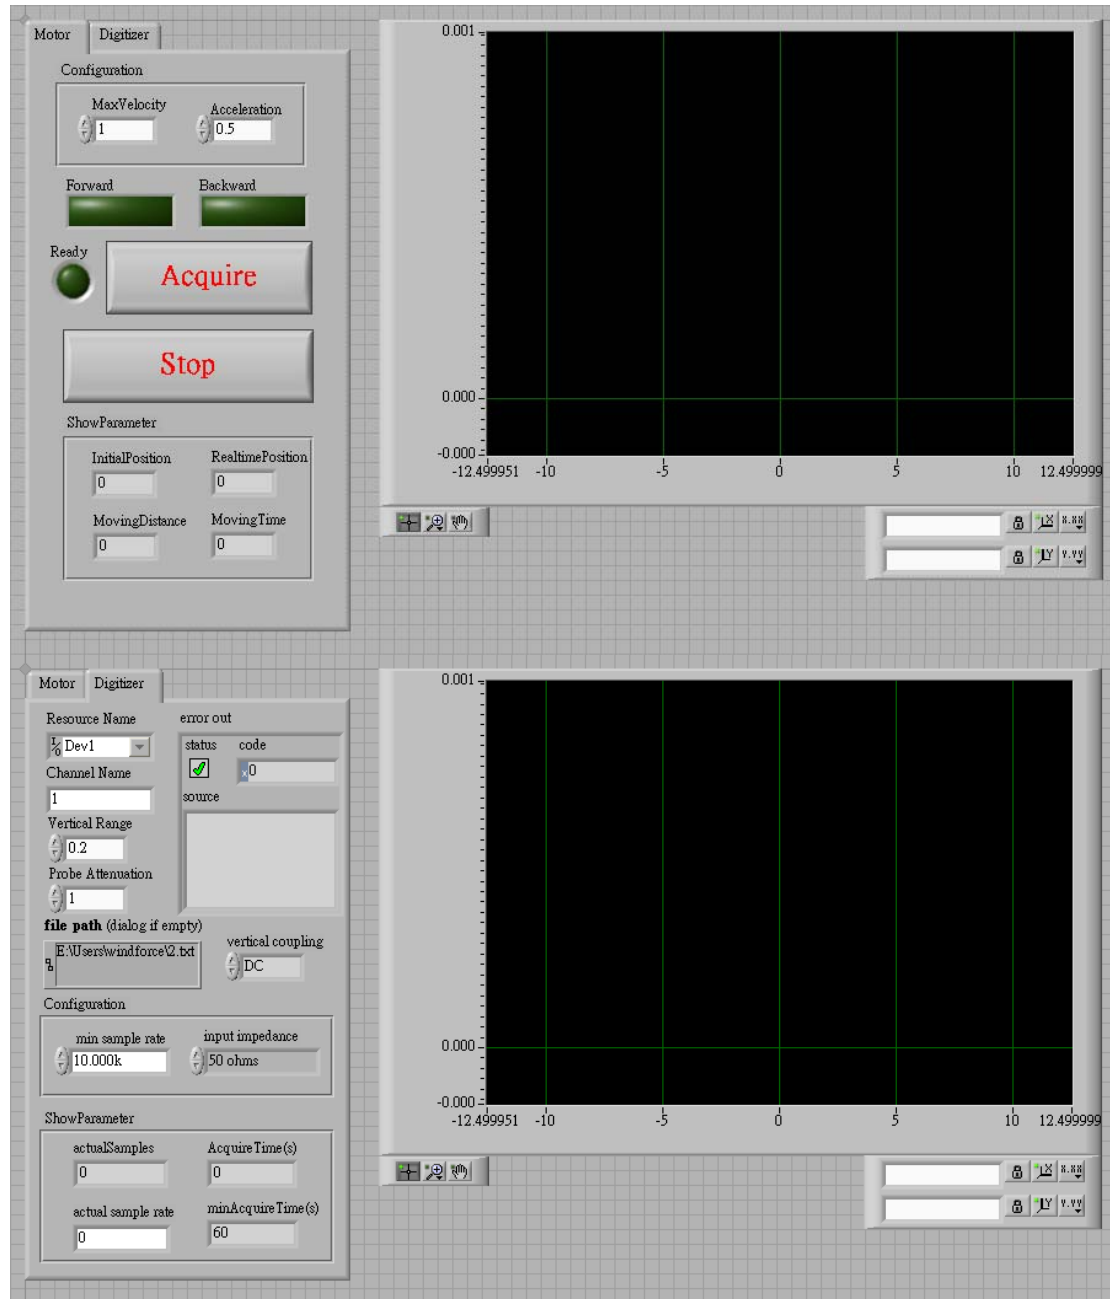 Motor Digitizer
Configuration
MaxVelocity Acceleration
1 0.5
Forward Backward
Ready
Acquire
Stop
ShowParameter
InitialPosition RealtimePosition
0 0
MovingDistance MovingTime
0 0
0.001
0.000
-0.000
-12.499951 -10 -5 0 5 10 12.499999
X X.XX
Y Y.YY
Motor Digitizer
Resource Name error out
Dev1 status code
0
Channel Name
1 source
Vertical Range
0.2
Probe Attenuation
1
file path (dialog if empty)
E:\Users\windforce\2.txt
vertical coupling
DC
Configuration
min sample rate input impedance
10.000k 50 ohms
ShowParameter
actualSamples AcquireTime(s)
0 0
actual sample rate minAcquireTime(s)
0 60
0.001
0.000
-0.000
-12.499951 -10 -5 0 5 10 12.499999
X X.XX
Y Y.YY